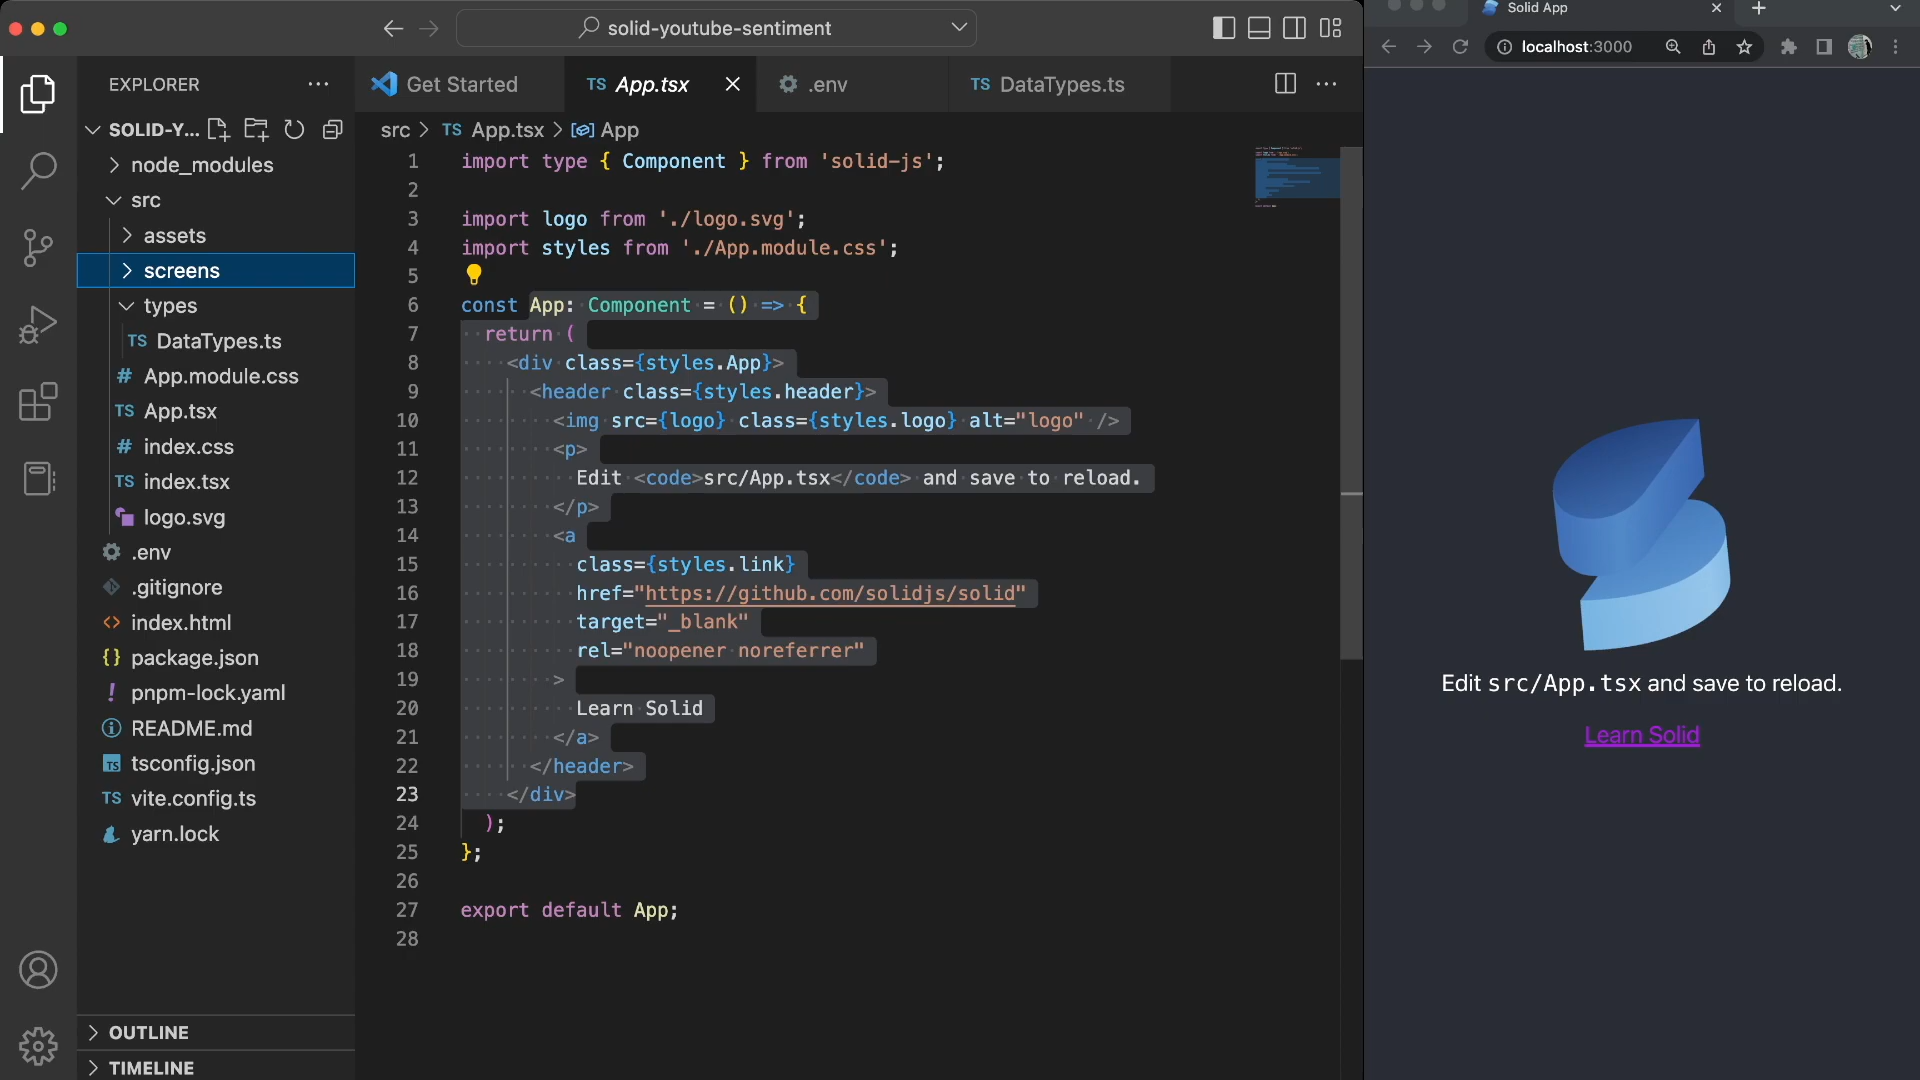 solid-youtube-sentiment
EXPLORER
SOLID-Y...
node_modules
src
assets
screens
types
TS DataTypes.ts
# App.module.css
TS App.tsx
# index.css
TS index.tsx
logo.svg
.env
.gitignore
index.html
{} package.json
! pnpm-lock.yaml
README.md
TS tsconfig.json
TS vite.config.ts
yarn.lock
OUTLINE
TIMELINE
Get Started
TS App.tsx
.env
TS DataTypes.ts
src > TS App.tsx > App
1 import type { Component } from 'solid-js';
2
3 import logo from './logo.svg';
4 import styles from './App.module.css';
5
6 const App: Component = () => {
7 return (
8 <div class={styles.App}>
9 <header class={styles.header}>
10 <img src={logo} class={styles.logo} alt="logo" />
11 <p>
12 Edit <code>src/App.tsx</code> and save to reload.
13 </p>
14 <a
15 class={styles.link}
16 href="https://github.com/solidjs/solid"
17 target="_blank"
18 rel="noopener noreferrer"
19 >
20 Learn Solid
21 </a>
22 </header>
23 </div>
24 );
25 };
26
27 export default App;
28
Solid App
localhost:3000
Edit src/App.tsx and save to reload.
Learn Solid